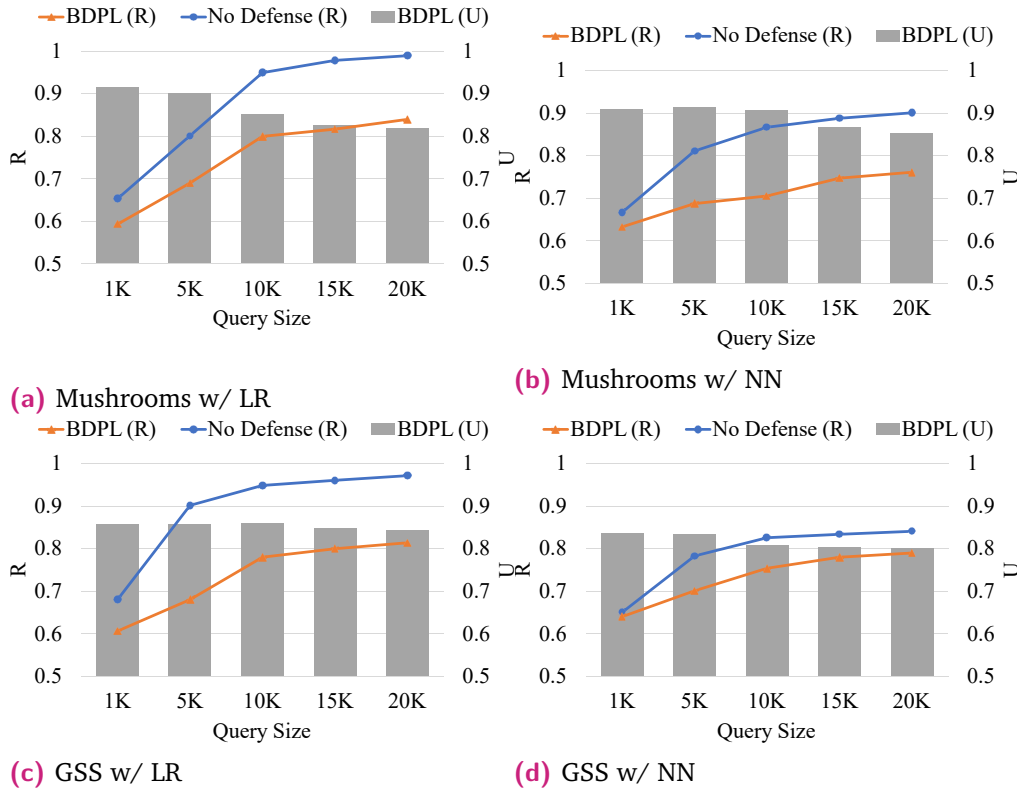 BDPL (R) No Defense (R) BDPL (U)
1 1
0.9 0.9
0.8 0.8
R U
0.7 0.7
0.6 0.6
0.5 0.5
1K 5K 10K 15K 20K
Query Size
(a) Mushrooms w/ LR
BDPL (R) No Defense (R) BDPL (U)
1 1
0.9 0.9
0.8 0.8
R U
0.7 0.7
0.6 0.6
0.5 0.5
1K 5K 10K 15K 20K
Query Size
(b) Mushrooms w/ NN
BDPL (R) No Defense (R) BDPL (U)
1 1
0.9 0.9
0.8 0.8
R U
0.7 0.7
0.6 0.6
0.5 0.5
1K 5K 10K 15K 20K
Query Size
(c) GSS w/ LR
BDPL (R) No Defense (R) BDPL (U)
1 1
0.9 0.9
0.8 0.8
R U
0.7 0.7
0.6 0.6
0.5 0.5
1K 5K 10K 15K 20K
Query Size
(d) GSS w/ NN